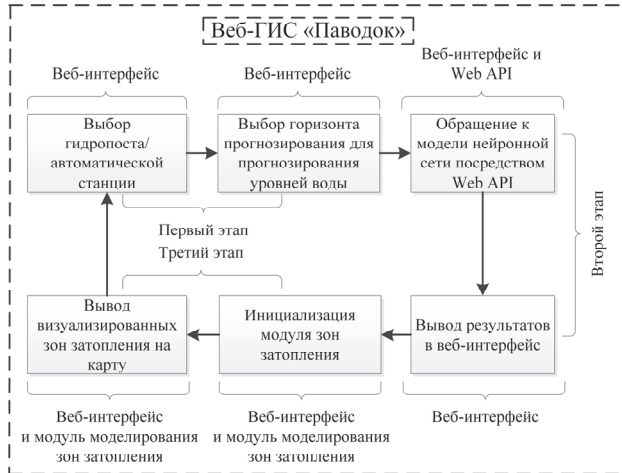 Веб-ГИС «Паводок»
Веб-интерфейс
Веб-интерфейс
Веб-интерфейс и
Web API
Выбор
гидропоста/
автоматической
станции
Выбор горизонта
прогнозирования для
прогнозирования
уровней воды
Обращение к
модели нейронной
сети посредством
Web API
Первый этап
Второй этап
Третий этап
Вывод
визуализированных
зон затопления на
карту
Инициализация
модуля зон
затопления
Вывод результатов
в веб-интерфейс
Веб-интерфейс
и модуль моделирования
зон затопления
Веб-интерфейс
и модуль моделирования
зон затопления
Веб-интерфейс